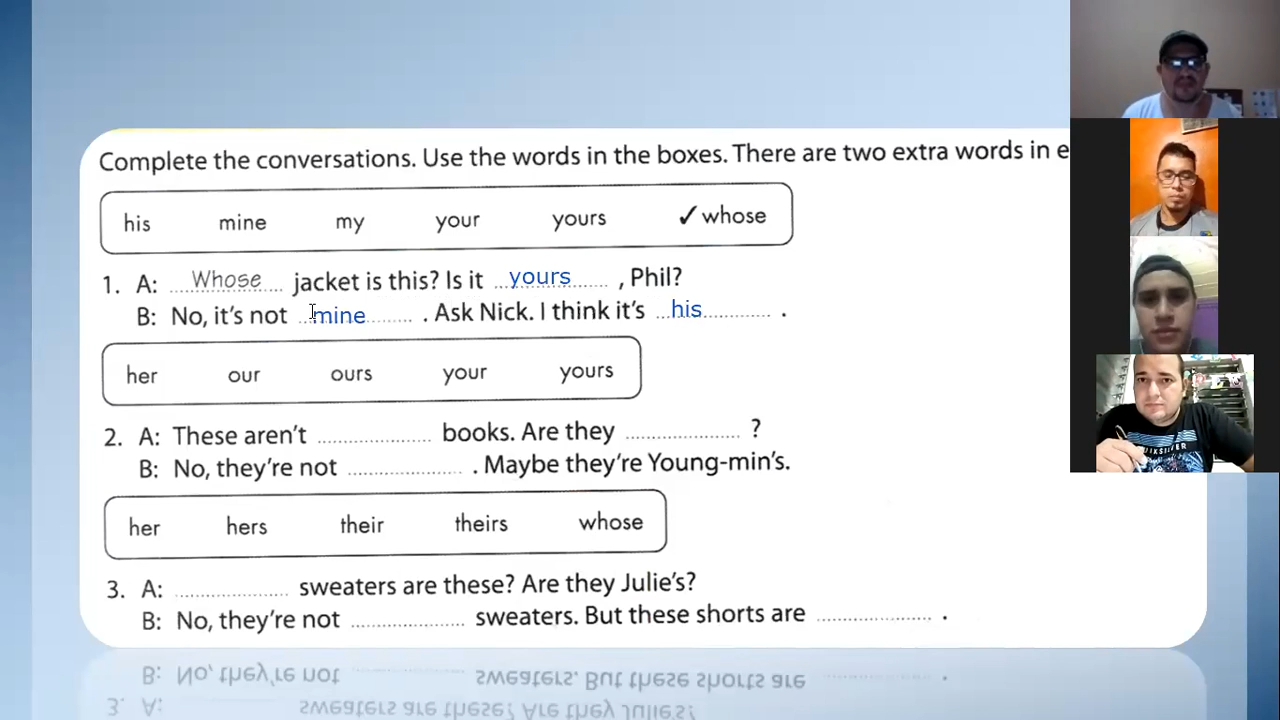 Complete the conversations. Use the words in the boxes. There are two extra words in e
his mine my your yours ✓ whose
1. A: Whose jacket is this? Is it yours, Phil?
B: No, it's not mine. Ask Nick. I think it's his.
her our ours your yours
2. A: These aren't .............. books. Are they .............. ?
B: No, they're not .............. . Maybe they're Young-min's.
her hers their theirs whose
3. A: .............. sweaters are these? Are they Julie's?
B: No, they're not .............. sweaters. But these shorts are .............. .